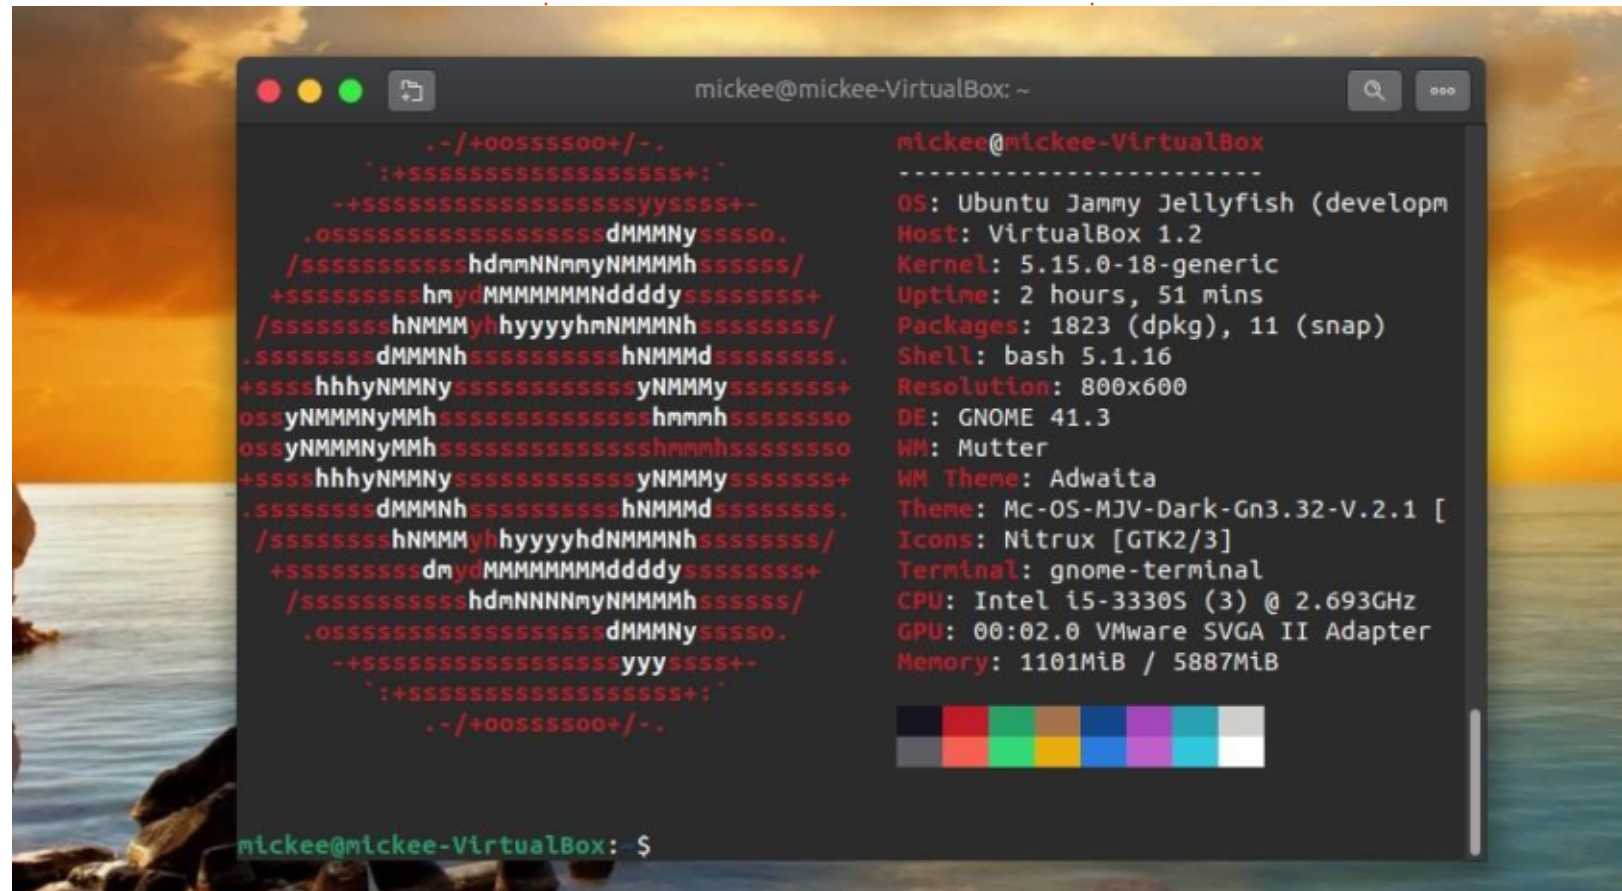 mickee@mickee-VirtualBox: ~
.-/+oossssoo+/-.
`:+ssssssssssssssssss+:`
-+ssssssssssssssssssyyssss+-
.ossssssssssssssssssdMMMNysssso.
/ssssssssssshdmmNNmmyNMMMMhssssss/
+sssssssssshmydMMMMMMMNddddyssssssss+
/sssssssshNMMMyhhyyyyhmNMMMNhssssssss/
.ssssssssdMMMNhsssssssssshNMMMdssssssss.
+sssshhhyNMMNyssssssssssssyNMMMysssssss+
ossyNMMMNyMMhsssssssssssssshmmmhssssssso
ossyNMMMNyMMhsssssssssssssshmmmhssssssso
+sssshhhyNMMNyssssssssssssyNMMMysssssss+
.ssssssssdMMMNhsssssssssshNMMMdssssssss.
/sssssssshNMMMyhhyyyyhdNMMMNhssssssss/
+ssssssssssdmydMMMMMMMMddddyssssssss+
/ssssssssssshdmNNNNmyNMMMMhssssss/
.ossssssssssssssssssdMMMNysssso.
-+sssssssssssssssssyyyssss+-
`:+ssssssssssssssssss+:`
.-/+oossssoo+/-.
mickee@mickee-VirtualBox
------------------------
OS: Ubuntu Jammy Jellyfish (developm
Host: VirtualBox 1.2
Kernel: 5.15.0-18-generic
Uptime: 2 hours, 51 mins
Packages: 1823 (dpkg), 11 (snap)
Shell: bash 5.1.16
Resolution: 800x600
DE: GNOME 41.3
WM: Mutter
WM Theme: Adwaita
Theme: Mc-OS-MJV-Dark-Gn3.32-V.2.1 [
Icons: Nitrux [GTK2/3]
Terminal: gnome-terminal
CPU: Intel i5-3330S (3) @ 2.693GHz
GPU: 00:02.0 VMware SVGA II Adapter
Memory: 1101MiB / 5887MiB
mickee@mickee-VirtualBox:~$